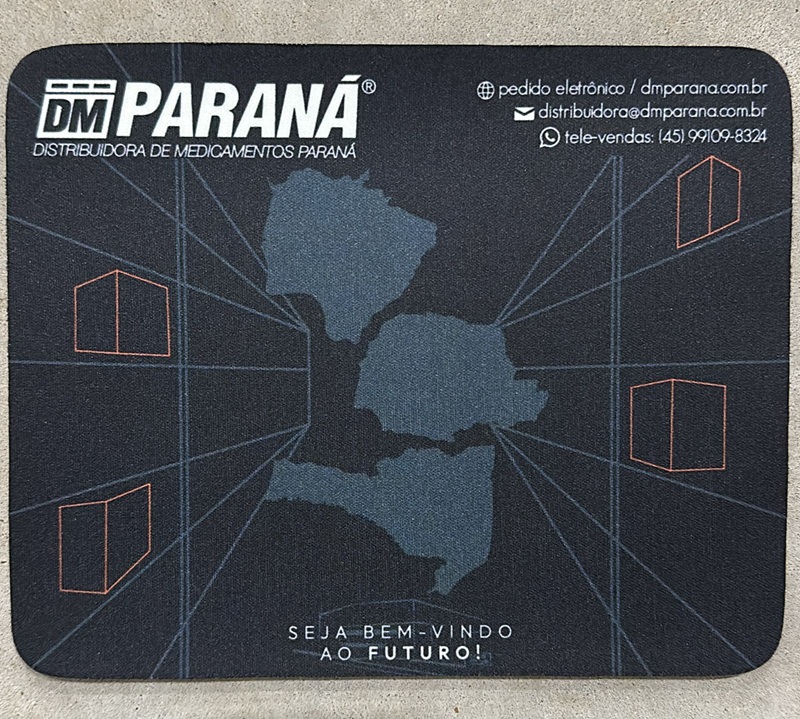 DM PARANÁ®
DISTRIBUIDORA DE MEDICAMENTOS PARANÁ
pedido eletrônico / dmparana.com.br
distribuidora@dmparana.com.br
tele-vendas: (45) 99109-8324
SEJA BEM-VINDO
AO FUTURO!